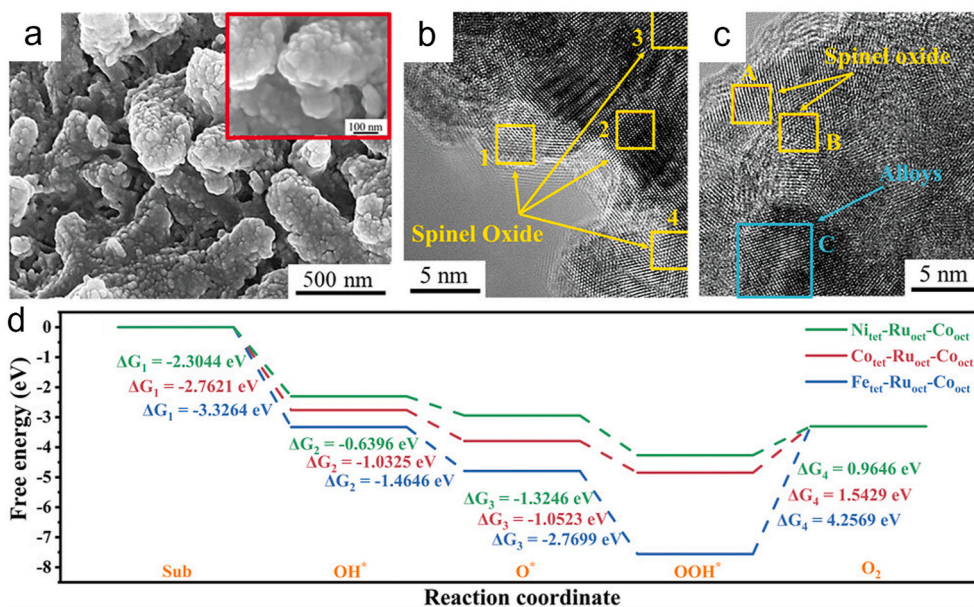 a
100 nm
500 nm
b
3
2
1
4
Spinel Oxide
5 nm
c
Spinel oxide
A
B
Alloys
C
5 nm
d
Free energy (eV)
0
-1
-2
-3
-4
-5
-6
-7
-8
ΔG₁ = -2.3044 eV
ΔG₁ = -2.7621 eV
ΔG₁ = -3.3264 eV
ΔG₂ = -0.6396 eV
ΔG₂ = -1.0325 eV
ΔG₂ = -1.4646 eV
ΔG₃ = -1.3246 eV
ΔG₃ = -1.0523 eV
ΔG₃ = -2.7699 eV
Ni_tet-Ru_oct-Co_oct
Co_tet-Ru_oct-Co_oct
Fe_tet-Ru_oct-Co_oct
ΔG₄ = 0.9646 eV
ΔG₄ = 1.5429 eV
ΔG₄ = 4.2569 eV
Sub
OH*
O*
OOH*
O₂
Reaction coordinate